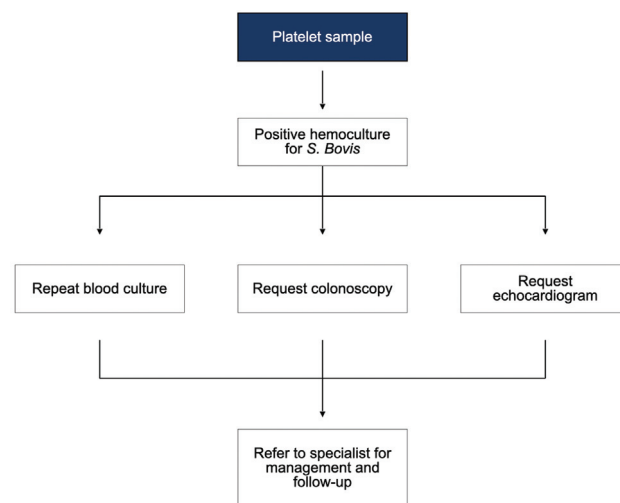 Platelet sample
Positive hemoculture
for S. Bovis
Repeat blood culture
Request colonoscopy
Request
echocardiogram
Refer to specialist for
management and
follow-up